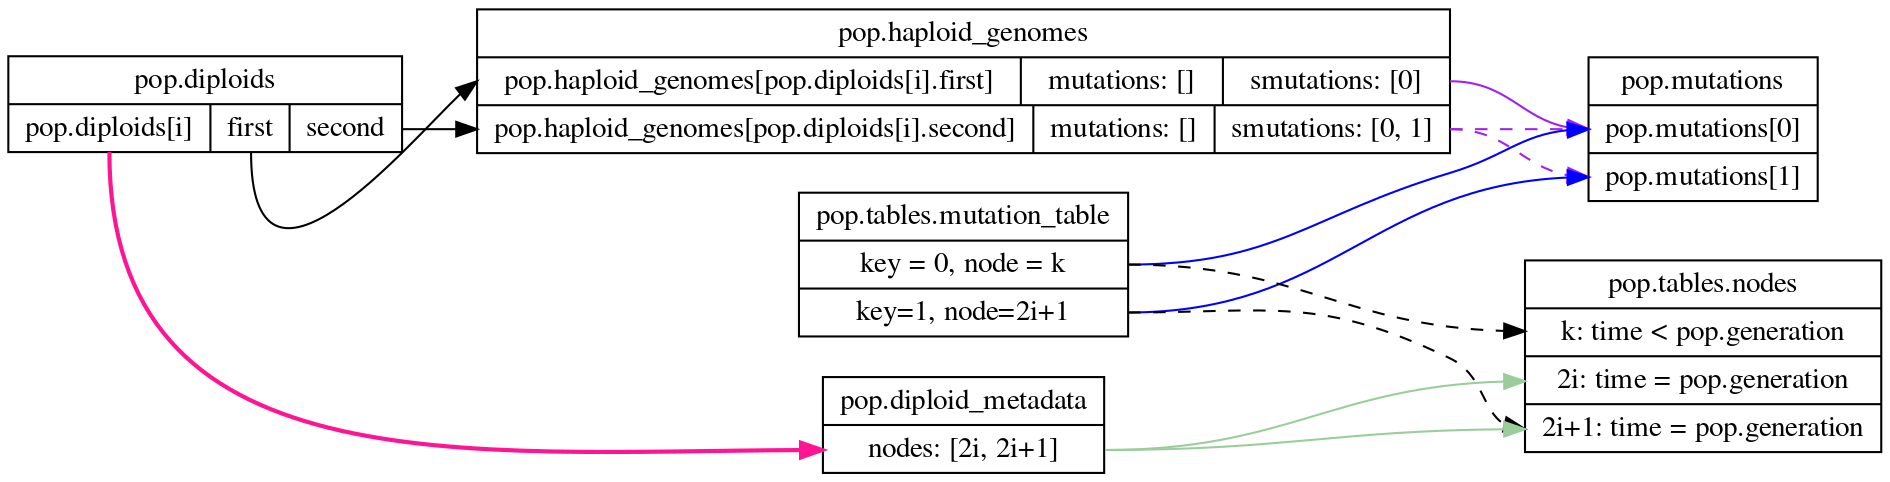 pop.diploids
pop.diploids[i] first second
pop.haploid_genomes
pop.haploid_genomes[pop.diploids[i].first] mutations: [] smutations: [0]
pop.haploid_genomes[pop.diploids[i].second] mutations: [] smutations: [0, 1]
pop.mutations
pop.mutations[0]
pop.mutations[1]
pop.tables.mutation_table
key = 0, node = k
key=1, node=2i+1
pop.tables.nodes
k: time < pop.generation
2i: time = pop.generation
2i+1: time = pop.generation
pop.diploid_metadata
nodes: [2i, 2i+1]